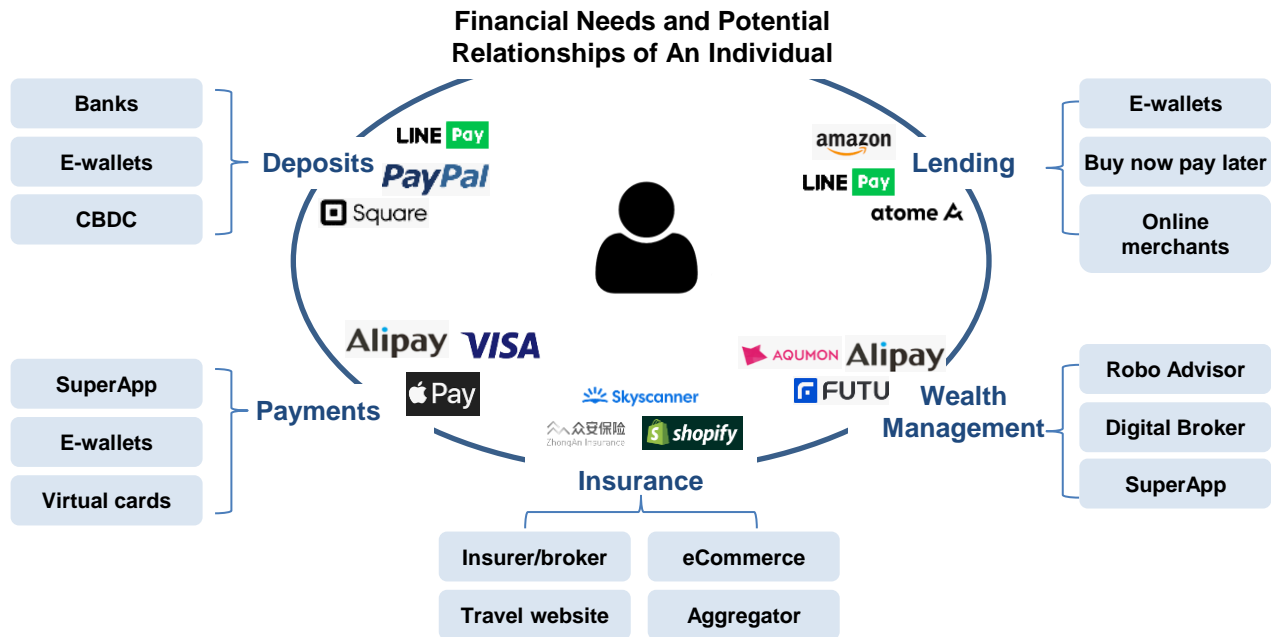 Financial Needs and Potential
Relationships of An Individual
Banks
E-wallets
CBDC
Deposits
LINE Pay
PayPal
Square
amazon
LINE Pay
atome
Lending
E-wallets
Buy now pay later
Online
merchants
SuperApp
E-wallets
Virtual cards
Payments
Alipay
VISA
Pay
Skyscanner
众安保险
ZhongAn Insurance
shopify
AQUMON
Alipay
FUTU
Wealth
Management
Robo Advisor
Digital Broker
SuperApp
Insurance
Insurer/broker
eCommerce
Travel website
Aggregator